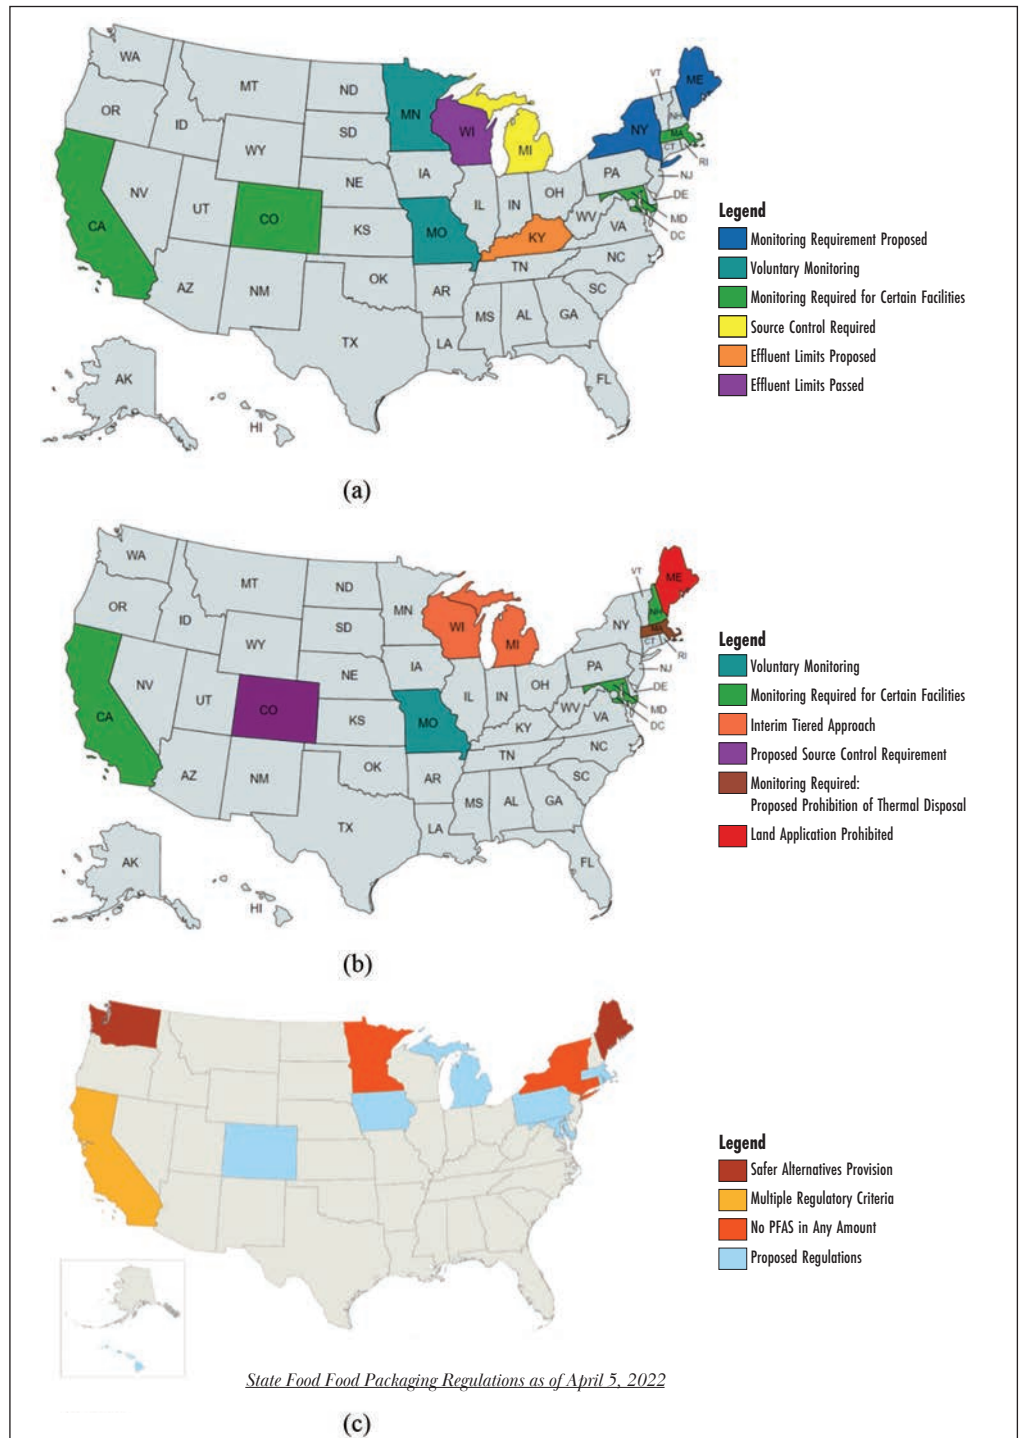 WA
MT
ND
MN
OR
ID
SD
WI
MI
WY
IA
NE
NV
UT
CO
IL
IN
OH
PA
NY
VT
ME
NH
MA
CT
RI
NJ
DE
MD
DC
CA
KS
MO
KY
WV
VA
AZ
NM
OK
AR
TN
NC
SC
MS
AL
GA
TX
LA
FL
AK
HI
Legend
Monitoring Requirement Proposed
Voluntary Monitoring
Monitoring Required for Certain Facilities
Source Control Required
Effluent Limits Proposed
Effluent Limits Passed
(a)
WA
MT
ND
MN
OR
ID
SD
WI
MI
WY
IA
NE
NV
UT
CO
IL
IN
OH
PA
NY
VT
ME
NH
MA
CT
RI
NJ
DE
MD
DC
CA
KS
MO
KY
WV
VA
AZ
NM
OK
AR
TN
NC
SC
MS
AL
GA
TX
LA
FL
AK
HI
Legend
Voluntary Monitoring
Monitoring Required for Certain Facilities
Interim Tiered Approach
Proposed Source Control Requirement
Monitoring Required:
Proposed Prohibition of Thermal Disposal
Land Application Prohibited
(b)
Legend
Safer Alternatives Provision
Multiple Regulatory Criteria
No PFAS in Any Amount
Proposed Regulations
State Food Food Packaging Regulations as of April 5, 2022
(c)